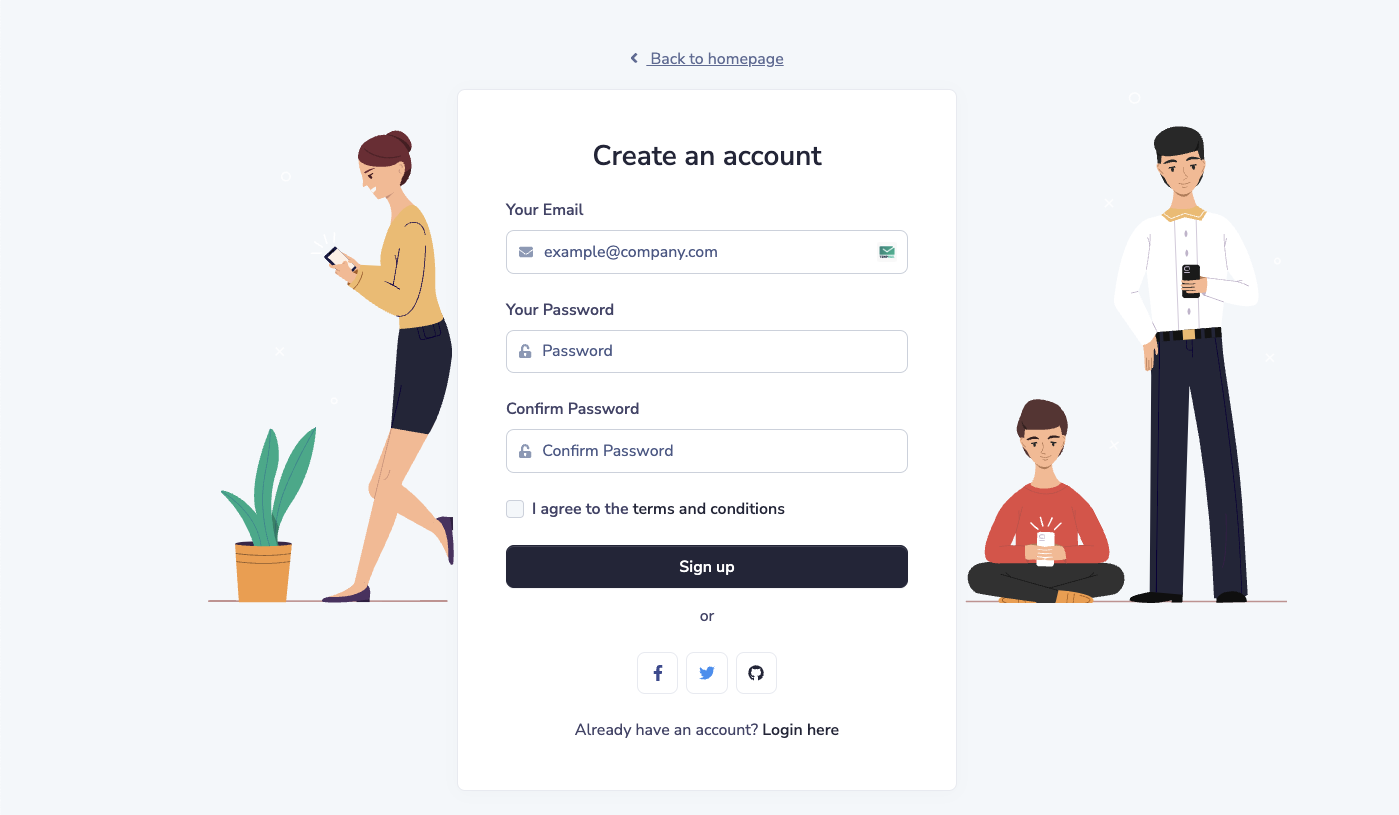 Back to homepage
Create an account
Your Email
example@company.com
Your Password
Password
Confirm Password
Confirm Password
I agree to the terms and conditions
Sign up
or
Already have an account? Login here